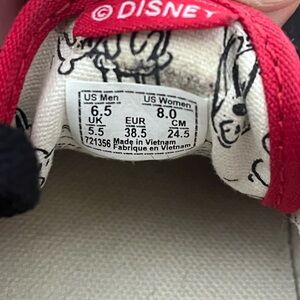 © DISNEY
US Men US Women
6.5 8.0
UK EUR CM
5.5 38.5 24.5
721356 Made in Vietnam
Fabriqué en Vietnam